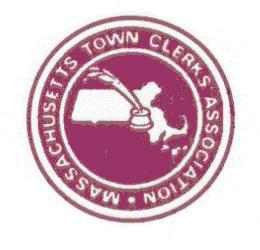 MASSACHUSETTS TOWN CLERKS' ASSOCIATION •